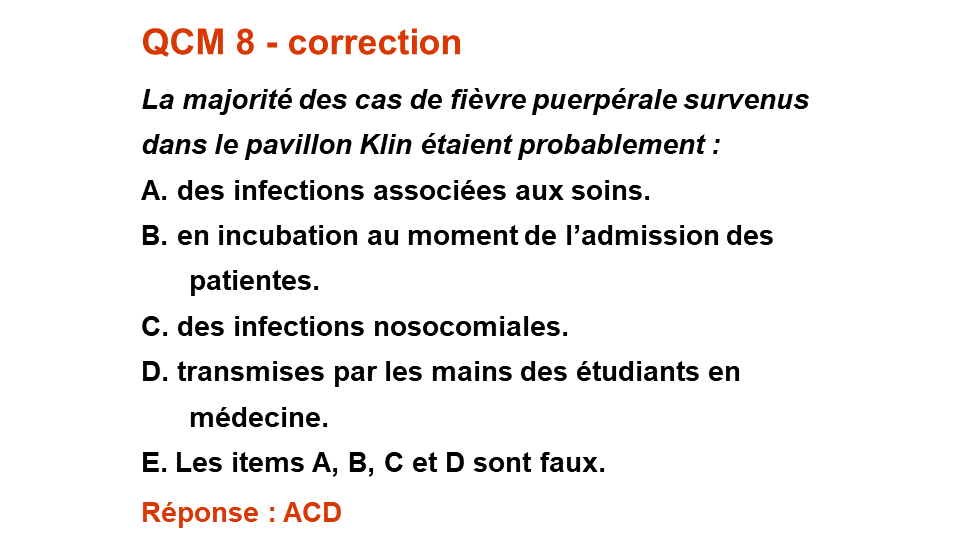 QCM 8 - correction
La majorité des cas de fièvre puerpérale survenus
dans le pavillon Klin étaient probablement :
A. des infections associées aux soins.
B. en incubation au moment de l’admission des
patientes.
C. des infections nosocomiales.
D. transmises par les mains des étudiants en
médecine.
E. Les items A, B, C et D sont faux.
Réponse : ACD